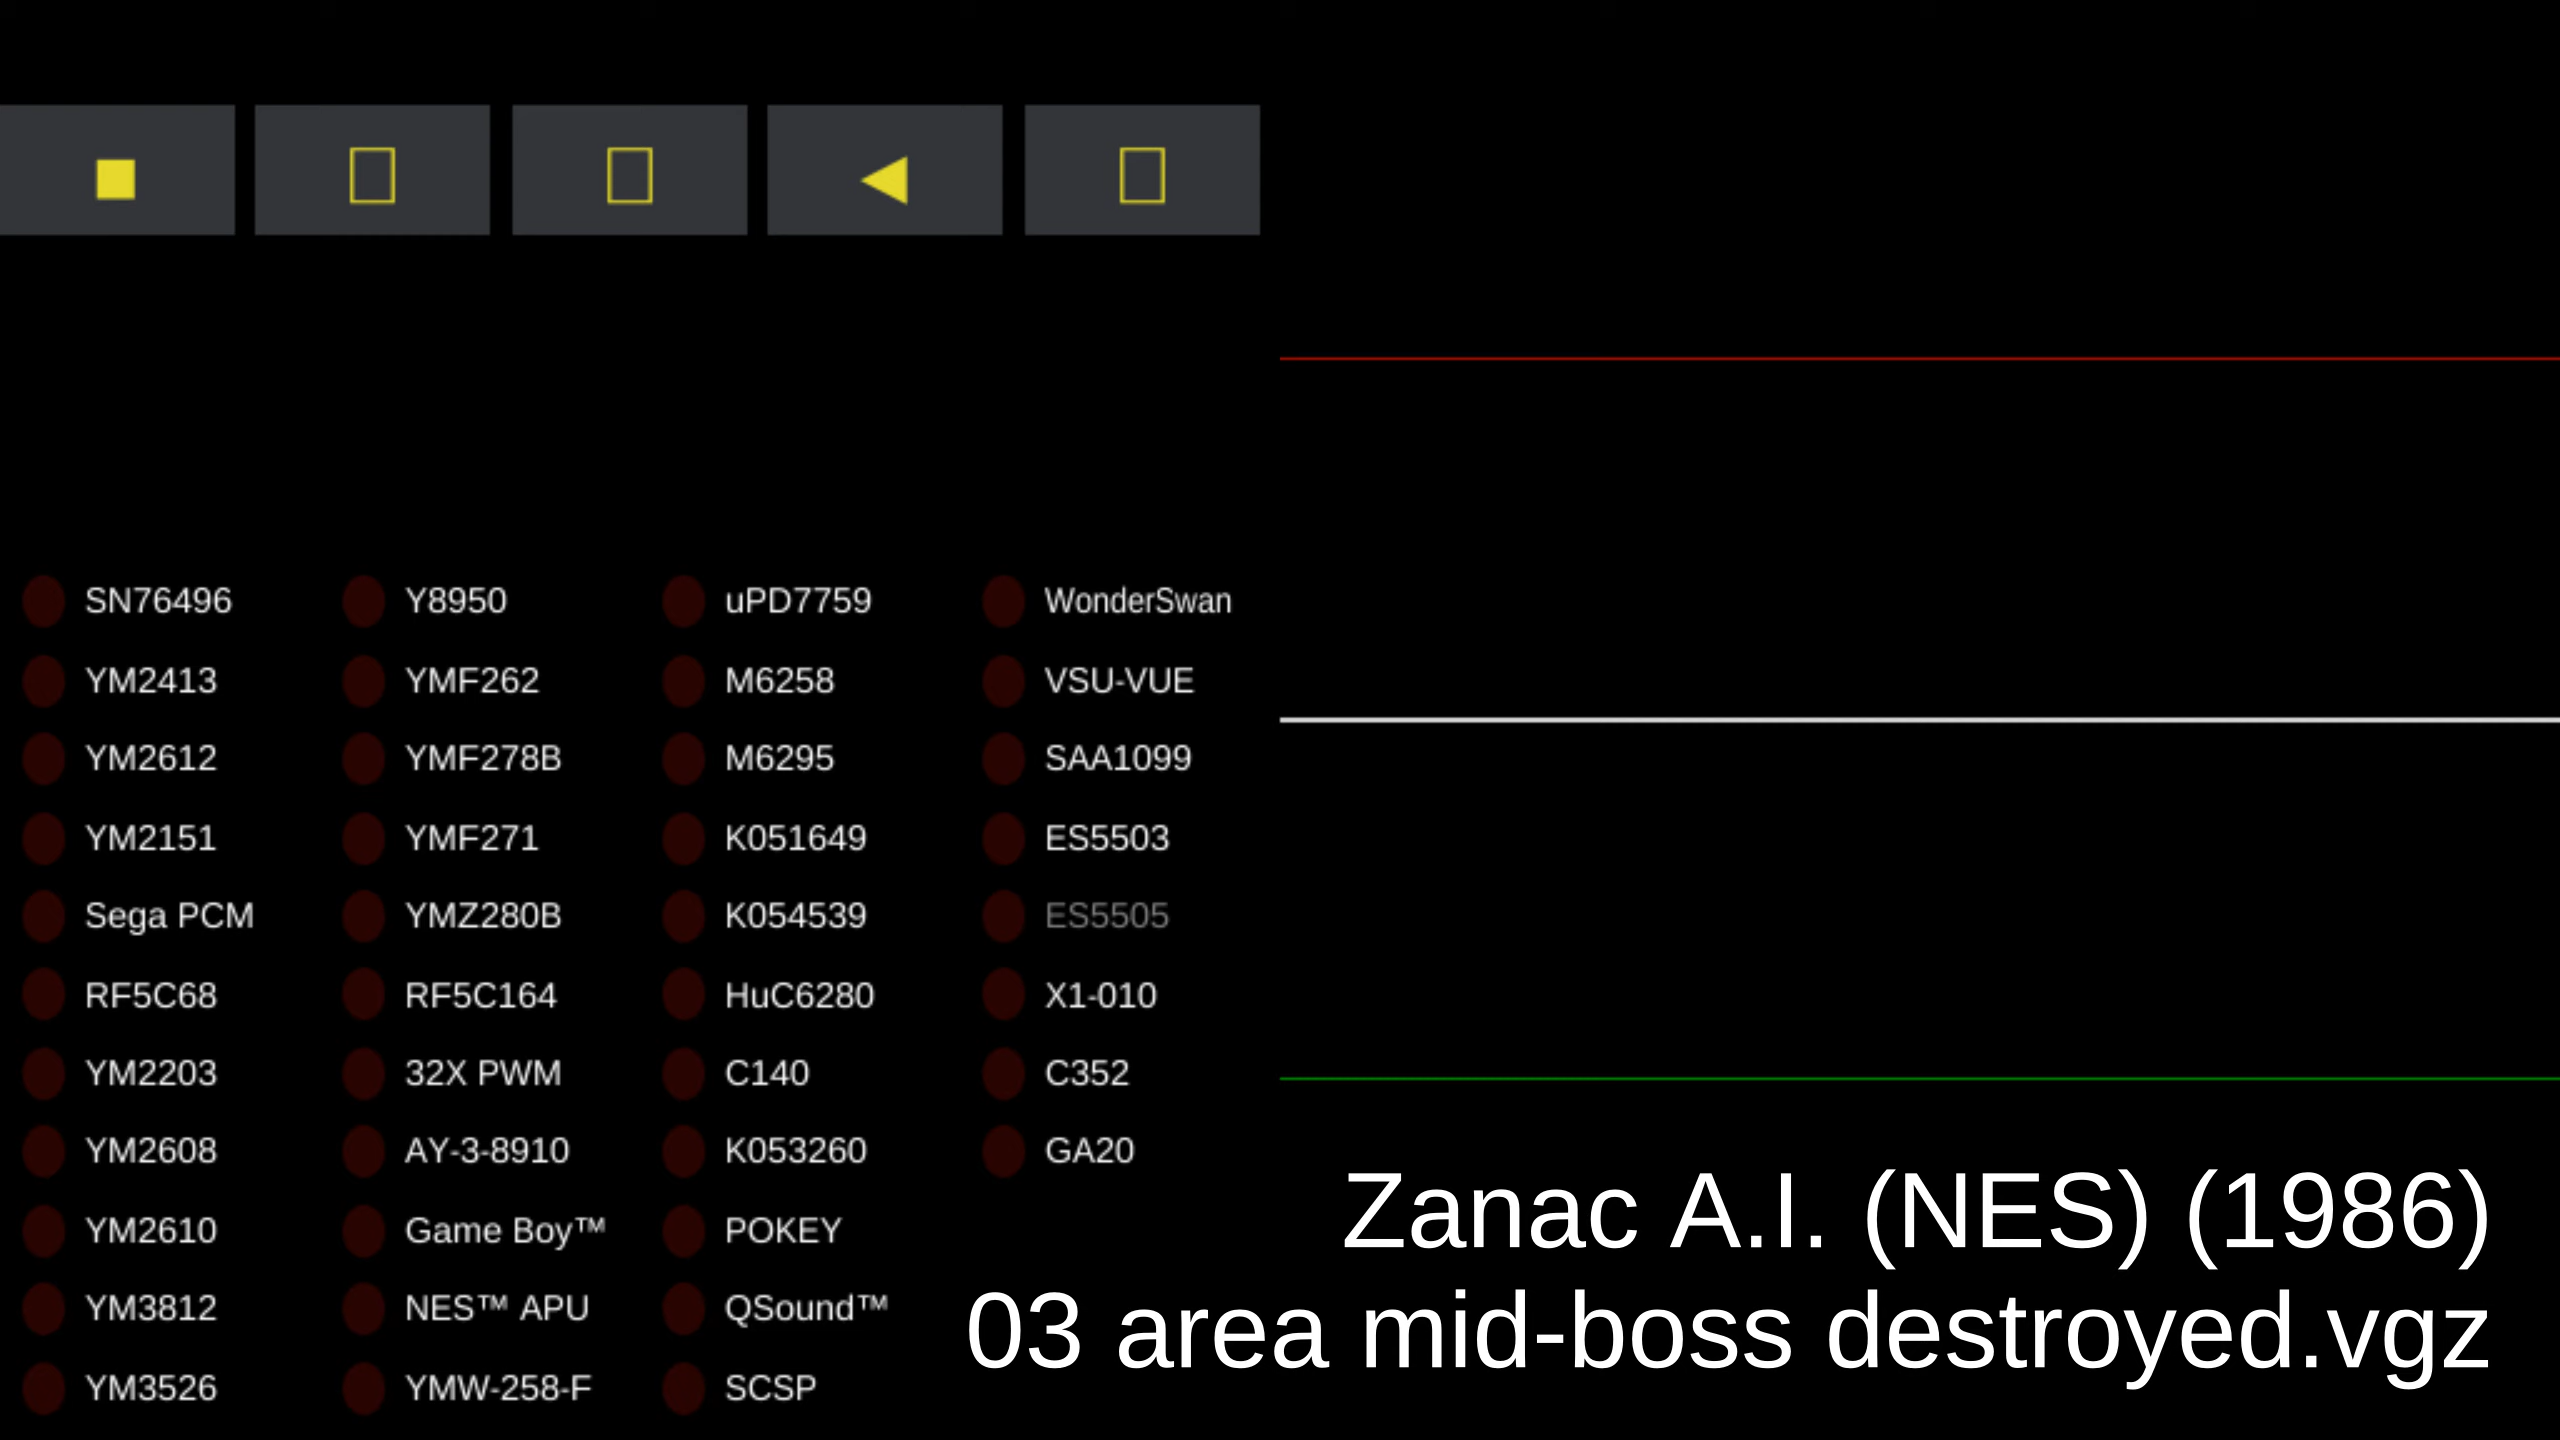 SN76496 Y8950 uPD7759 WonderSwan
YM2413 YMF262 M6258 VSU-VUE
YM2612 YMF278B M6295 SAA1099
YM2151 YMF271 K051649 ES5503
Sega PCM YMZ280B K054539 ES5505
RF5C68 RF5C164 HuC6280 X1-010
YM2203 32X PWM C140 C352
YM2608 AY-3-8910 K053260 GA20
YM2610 Game Boy™ POKEY
YM3812 NES™ APU QSound™
YM3526 YMW-258-F SCSP
Zanac A.I. (NES) (1986)
03 area mid-boss destroyed.vgz